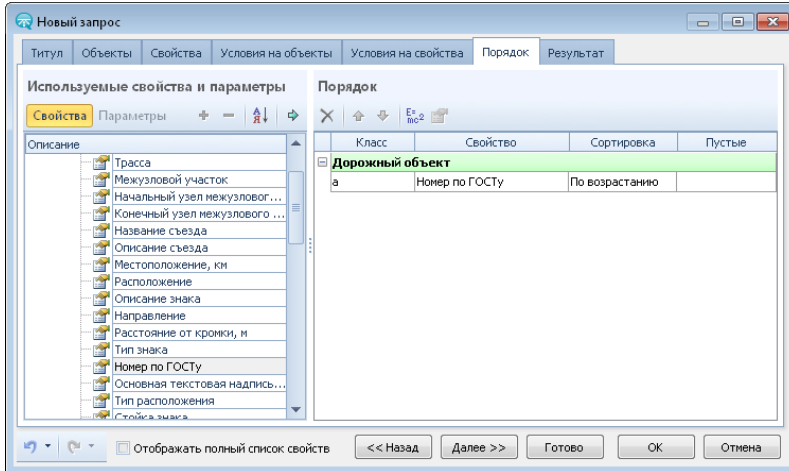 Новый запрос
Титул Объекты Свойства Условия на объекты Условия на свойства Порядок Результат
Используемые свойства и параметры
Свойства Параметры
Описание
Трасса
Межузловой участок
Начальный узел межузловог...
Конечный узел межузлового ...
Название съезда
Описание съезда
Местоположение, км
Расположение
Описание знака
Направление
Расстояние от кромки, м
Тип знака
Номер по ГОСТу
Основная текстовая надпись...
Тип расположения
Стойка знака
Порядок
Класс Свойство Сортировка Пустые
Дорожный объект
a Номер по ГОСТу По возрастанию
Отображать полный список свойств << Назад Далее >> Готово ОК Отмена